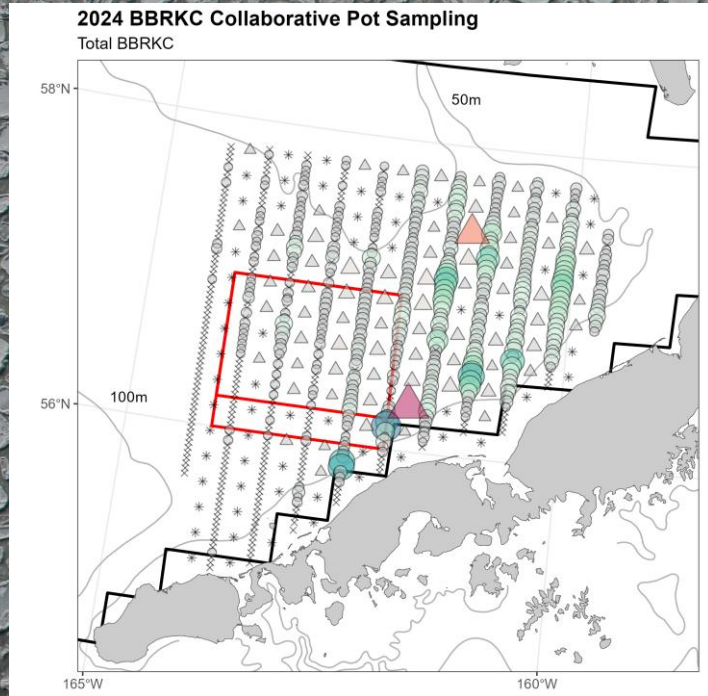 2024 BBRKC Collaborative Pot Sampling
Total BBRKC
58°N
50m
56°N
100m
165°W
160°W